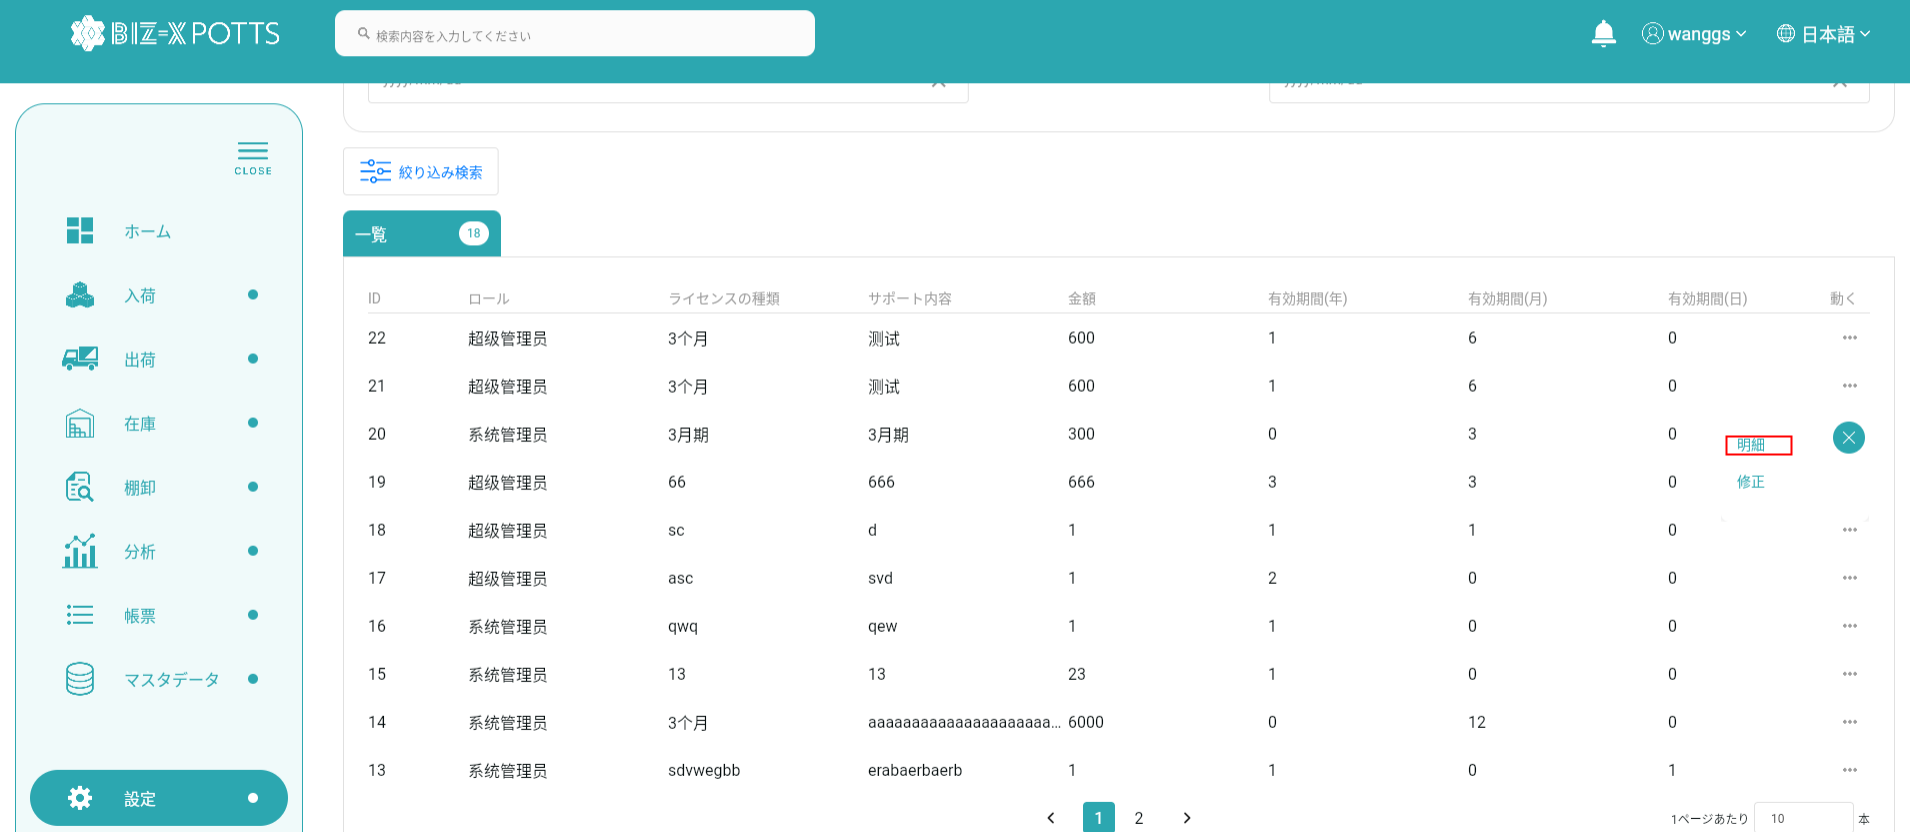 BIZ-X POTTS
検索内容を入力してください
wanggs
日本語
CLOSE
ホーム
入荷
出荷
在庫
棚卸
分析
帳票
マスタデータ
設定
絞り込み検索
一覧 18
ID ロール ライセンスの種類 サポート内容 金額 有効期間(年) 有効期間(月) 有効期間(日) 動く
22 超级管理员 3个月 测试 600 1 6 0
21 超级管理员 3个月 测试 600 1 6 0
20 系统管理员 3月期 3月期 300 0 3 0
明細
19 超级管理员 66 666 666 3 3 0
修正
18 超级管理员 sc d 1 1 1 0
17 超级管理员 asc svd 1 2 0 0
16 系统管理员 qwq qew 1 1 0 0
15 系统管理员 13 13 23 1 0 0
14 系统管理员 3个月 aaaaaaaaaaaaaaaaaaaaaa... 6000 0 12 0
13 系统管理员 sdvwegbb erabaerbaerb 1 1 0 1
1 2
1ページあたり 10 本